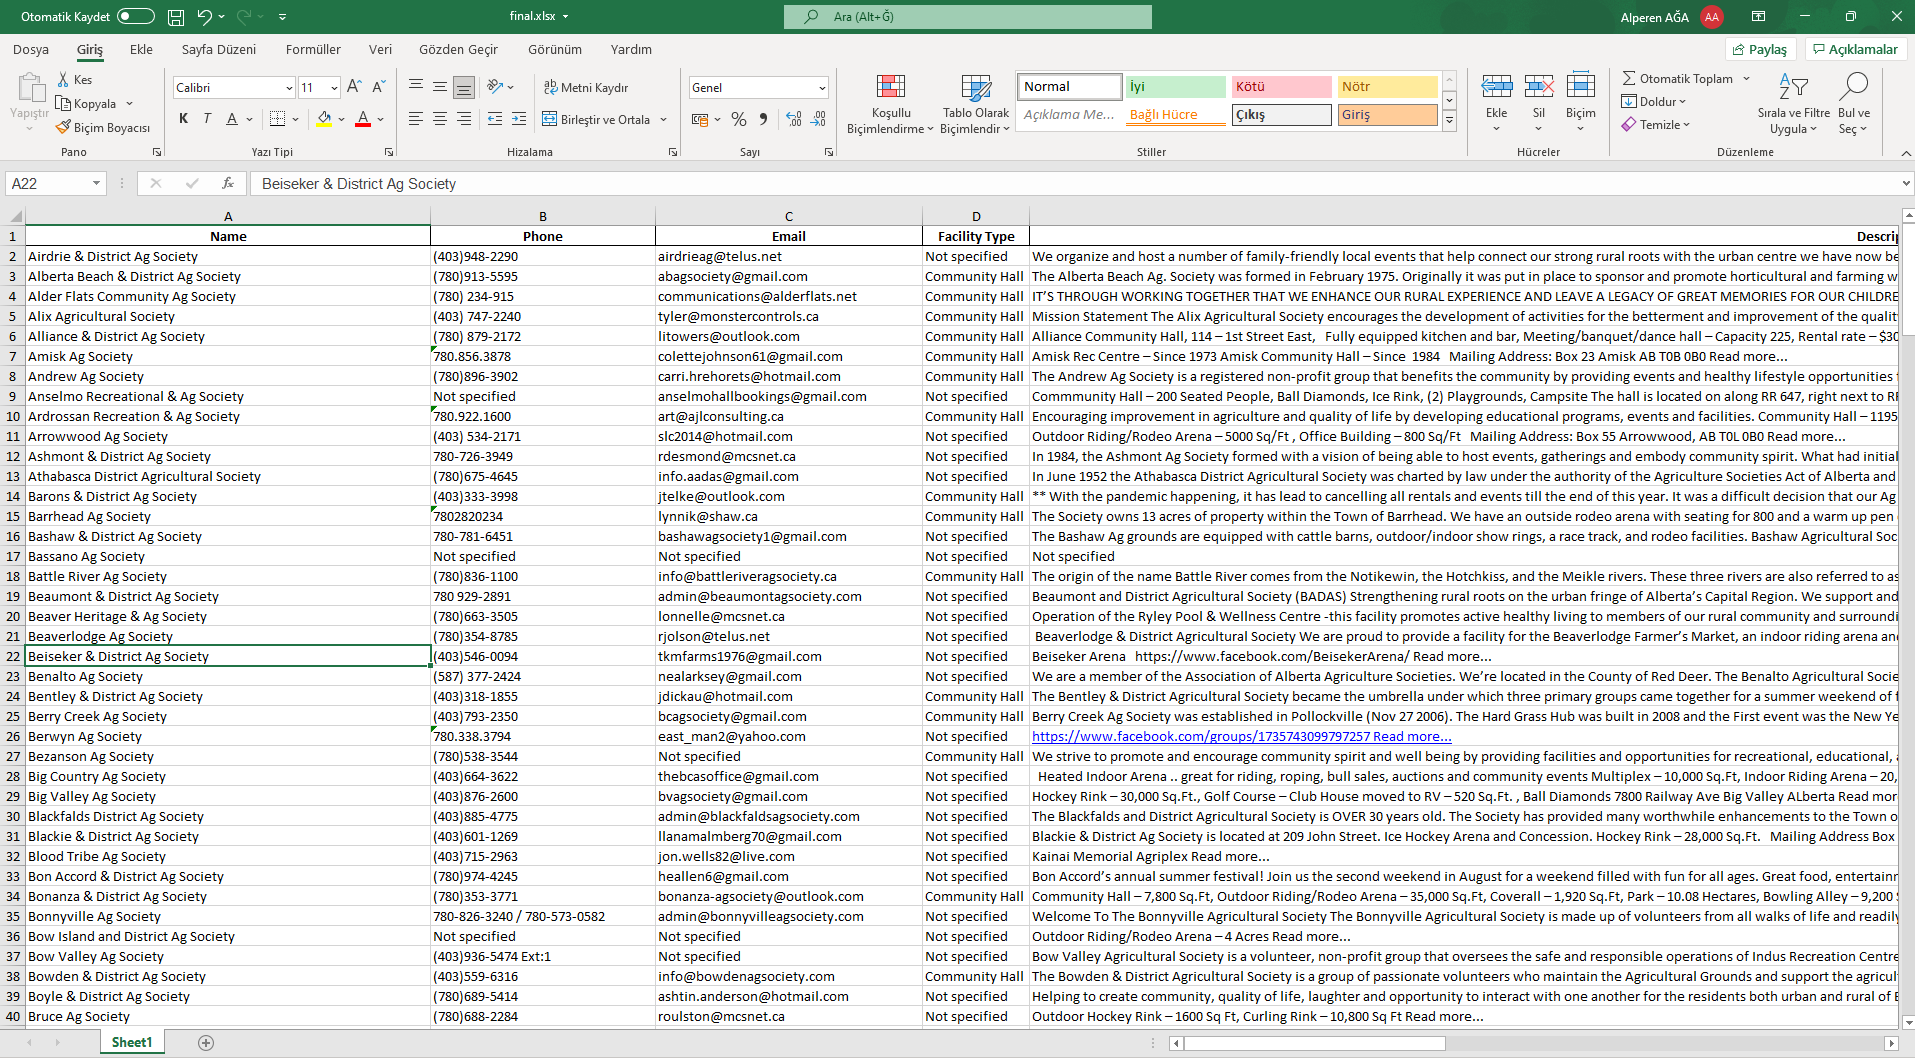 Otomatik Kaydet
final.xlsx
Ara (Alt+Ğ)
Alperen AĞA AA
Dosya Giriş Ekle Sayfa Düzeni Formüller Veri Gözden Geçir Görünüm Yardım Paylaş Açıklamalar
Yapıştır Kes Kopyala Biçim Boyacısı Pano
Calibri 11 K T A A A Yazı Tipi
Metni Kaydır Birleştir ve Ortala Hizalama
Genel % Sayı
Koşullu Biçimlendirme Tablo Olarak Biçimlendir
Normal İyi Kötü Nötr
Açıklama Me... Bağlı Hücre Çıkış Giriş
Stiller
Ekle Sil Biçim Hücreler
Otomatik Toplam Doldur Temizle Sırala ve Filtre Uygula Bul ve Seç Düzenleme
A22 fx Beiseker & District Ag Society
A B C D
1 Name Phone Email Facility Type Descrip
2 Airdrie & District Ag Society (403)948-2290 airdrieag@telus.net Not specified We organize and host a number of family-friendly local events that help connect our strong rural roots with the urban centre we have now be
3 Alberta Beach & District Ag Society (780)913-5595 abagsociety@gmail.com Community Hall The Alberta Beach Ag. Society was formed in February 1975. Originally it was put in place to sponsor and promote horticultural and farming w
4 Alder Flats Community Ag Society (780) 234-915 communications@alderflats.net Community Hall IT'S THROUGH WORKING TOGETHER THAT WE ENHANCE OUR RURAL EXPERIENCE AND LEAVE A LEGACY OF GREAT MEMORIES FOR OUR CHILDRE
5 Alix Agricultural Society (403) 747-2240 tyler@monstercontrols.ca Community Hall Mission Statement The Alix Agricultural Society encourages the development of activities for the betterment and improvement of the qualit
6 Alliance & District Ag Society (780) 879-2172 litowers@outlook.com Community Hall Alliance Community Hall, 114 – 1st Street East, Fully equipped kitchen and bar, Meeting/banquet/dance hall – Capacity 225, Rental rate – $30
7 Amisk Ag Society 780.856.3878 colettejohnson61@gmail.com Community Hall Amisk Rec Centre – Since 1973 Amisk Community Hall – Since 1984 Mailing Address: Box 23 Amisk AB T0B 0B0 Read more...
8 Andrew Ag Society (780)896-3902 carri.hrehorets@hotmail.com Community Hall The Andrew Ag Society is a registered non-profit group that benefits the community by providing events and healthy lifestyle opportunities
9 Anselmo Recreational & Ag Society Not specified anselmohallbookings@gmail.com Not specified Commmunity Hall – 200 Seated People, Ball Diamonds, Ice Rink, (2) Playgrounds, Campsite The hall is located on along RR 647, right next to RR
10 Ardrossan Recreation & Ag Society 780.922.1600 art@ajlconsulting.ca Community Hall Encouraging improvement in agriculture and quality of life by developing educational programs, events and facilities. Community Hall – 1195
11 Arrowwood Ag Society (403) 534-2171 slc2014@hotmail.com Not specified Outdoor Riding/Rodeo Arena – 5000 Sq/Ft , Office Building – 800 Sq/Ft Mailing Address: Box 55 Arrowwood, AB T0L 0B0 Read more...
12 Ashmont & District Ag Society 780-726-3949 rdesmond@mcsnet.ca Not specified In 1984, the Ashmont Ag Society formed with a vision of being able to host events, gatherings and embody community spirit. What had initial
13 Athabasca District Agricultural Society (780)675-4645 info.aadas@gmail.com Not specified In June 1952 the Athabasca District Agricultural Society was charted by law under the authority of the Agriculture Societies Act of Alberta and
14 Barons & District Ag Society (403)333-3998 jtelke@outlook.com Community Hall ** With the pandemic happening, it has lead to cancelling all rentals and events till the end of this year. It was a difficult decision that our Ag
15 Barrhead Ag Society 7802820234 lynnik@shaw.ca Community Hall The Society owns 13 acres of property within the Town of Barrhead. We have an outside rodeo arena with seating for 800 and a warm up pen
16 Bashaw & District Ag Society 780-781-6451 bashawagsociety1@gmail.com Not specified The Bashaw Ag grounds are equipped with cattle barns, outdoor/indoor show rings, a race track, and rodeo facilities. Bashaw Agricultural Soc
17 Bassano Ag Society Not specified Not specified Not specified Not specified
18 Battle River Ag Society (780)836-1100 info@battleriveragsociety.ca Community Hall The origin of the name Battle River comes from the Notikewin, the Hotchkiss, and the Meikle rivers. These three rivers are also referred to as
19 Beaumont & District Ag Society 780 929-2891 admin@beaumontagsociety.com Not specified Beaumont and District Agricultural Society (BADAS) Strengthening rural roots on the urban fringe of Alberta's Capital Region. We support and
20 Beaver Heritage & Ag Society (780)663-3505 lonnelle@mcsnet.ca Not specified Operation of the Ryley Pool & Wellness Centre -this facility promotes active healthy living to members of our rural community and surroundi
21 Beaverlodge Ag Society (780)354-8785 rjolson@telus.net Not specified Beaverlodge & District Agricultural Society We are proud to provide a facility for the Beaverlodge Farmer's Market, an indoor riding arena an
22 Beiseker & District Ag Society (403)546-0094 tkmfarms1976@gmail.com Not specified Beiseker Arena https://www.facebook.com/BeisekerArena/ Read more...
23 Benalto Ag Society (587) 377-2424 nealarksey@gmail.com Not specified We are a member of the Association of Alberta Agriculture Societies. We're located in the County of Red Deer. The Benalto Agricultural Socie
24 Bentley & District Ag Society (403)318-1855 jdickau@hotmail.com Community Hall The Bentley & District Agricultural Society became the umbrella under which three primary groups came together for a summer weekend of f
25 Berry Creek Ag Society (403)793-2350 bcagsociety@gmail.com Community Hall Berry Creek Ag Society was established in Pollockville (Nov 27 2006). The Hard Grass Hub was built in 2008 and the First event was the New Ye
26 Berwyn Ag Society 780.338.3794 east_man2@yahoo.com Not specified https://www.facebook.com/groups/1735743099797257 Read more...
27 Bezanson Ag Society (780)538-3544 Not specified Community Hall We strive to promote and encourage community spirit and well being by providing facilities and opportunities for recreational, educational,
28 Big Country Ag Society (403)664-3622 thebcasoffice@gmail.com Not specified Heated Indoor Arena .. great for riding, roping, bull sales, auctions and community events Multiplex – 10,000 Sq.Ft, Indoor Riding Arena – 20,
29 Big Valley Ag Society (403)876-2600 bvagsociety@gmail.com Not specified Hockey Rink – 30,000 Sq.Ft., Golf Course – Club House moved to RV – 520 Sq.Ft. , Ball Diamonds 7800 Railway Ave Big Valley ALberta Read mor
30 Blackfalds District Ag Society (403)885-4775 admin@blackfaldsagsociety.com Not specified The Blackfalds and District Agricultural Society is OVER 30 years old. The Society has provided many worthwhile enhancements to the Town o
31 Blackie & District Ag Society (403)601-1269 llanamalmberg70@gmail.com Not specified Blackie & District Ag Society is located at 209 John Street. Ice Hockey Arena and Concession. Hockey Rink – 28,000 Sq.Ft. Mailing Address Box
32 Blood Tribe Ag Society (403)715-2963 jon.wells82@live.com Not specified Kainai Memorial Agriplex Read more...
33 Bon Accord & District Ag Society (780)974-4245 heallen6@gmail.com Not specified Bon Accord's annual summer festival! Join us the second weekend in August for a weekend filled with fun for all ages. Great food, entertainr
34 Bonanza & District Ag Society (780)353-3771 bonanza-agsociety@outlook.com Community Hall Community Hall – 7,800 Sq.Ft, Outdoor Riding/Rodeo Arena – 35,000 Sq.Ft, Coverall – 1,920 Sq.Ft, Park – 10.08 Hectares, Bowling Alley – 9,200 S
35 Bonnyville Ag Society 780-826-3240 / 780-573-0582 admin@bonnyvilleagsociety.com Not specified Welcome To The Bonnyville Agricultural Society The Bonnyville Agricultural Society is made up of volunteers from all walks of life and readily
36 Bow Island and District Ag Society Not specified Not specified Not specified Outdoor Riding/Rodeo Arena – 4 Acres Read more...
37 Bow Valley Ag Society (403)936-5474 Ext:1 Not specified Not specified Bow Valley Agricultural Society is a volunteer, non-profit group that oversees the safe and responsible operations of Indus Recreation Centre
38 Bowden & District Ag Society (403)559-6316 info@bowdenagsociety.com Community Hall The Bowden & District Agricultural Society is a group of passionate volunteers who maintain the Agricultural Grounds and support the agricul
39 Boyle & District Ag Society (780)689-5414 ashtin.anderson@hotmail.com Not specified Helping to create community, quality of life, laughter and opportunity to interact with one another for the residents both urban and rural of B
40 Bruce Ag Society (780)688-2284 roulston@mcsnet.ca Not specified Outdoor Hockey Rink – 1600 Sq Ft, Curling Rink – 10,800 Sq Ft Read more...
Sheet1